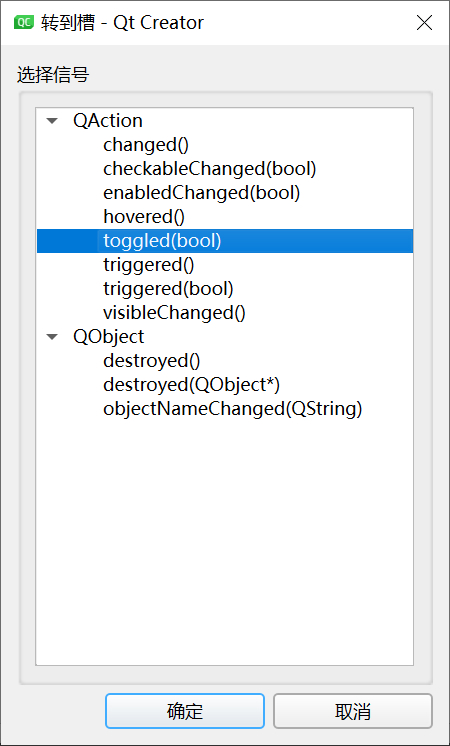 QC 转到槽 - Qt Creator
选择信号
QAction
changed()
checkableChanged(bool)
enabledChanged(bool)
hovered()
toggled(bool)
triggered()
triggered(bool)
visibleChanged()
QObject
destroyed()
destroyed(QObject*)
objectNameChanged(QString)
确定 取消